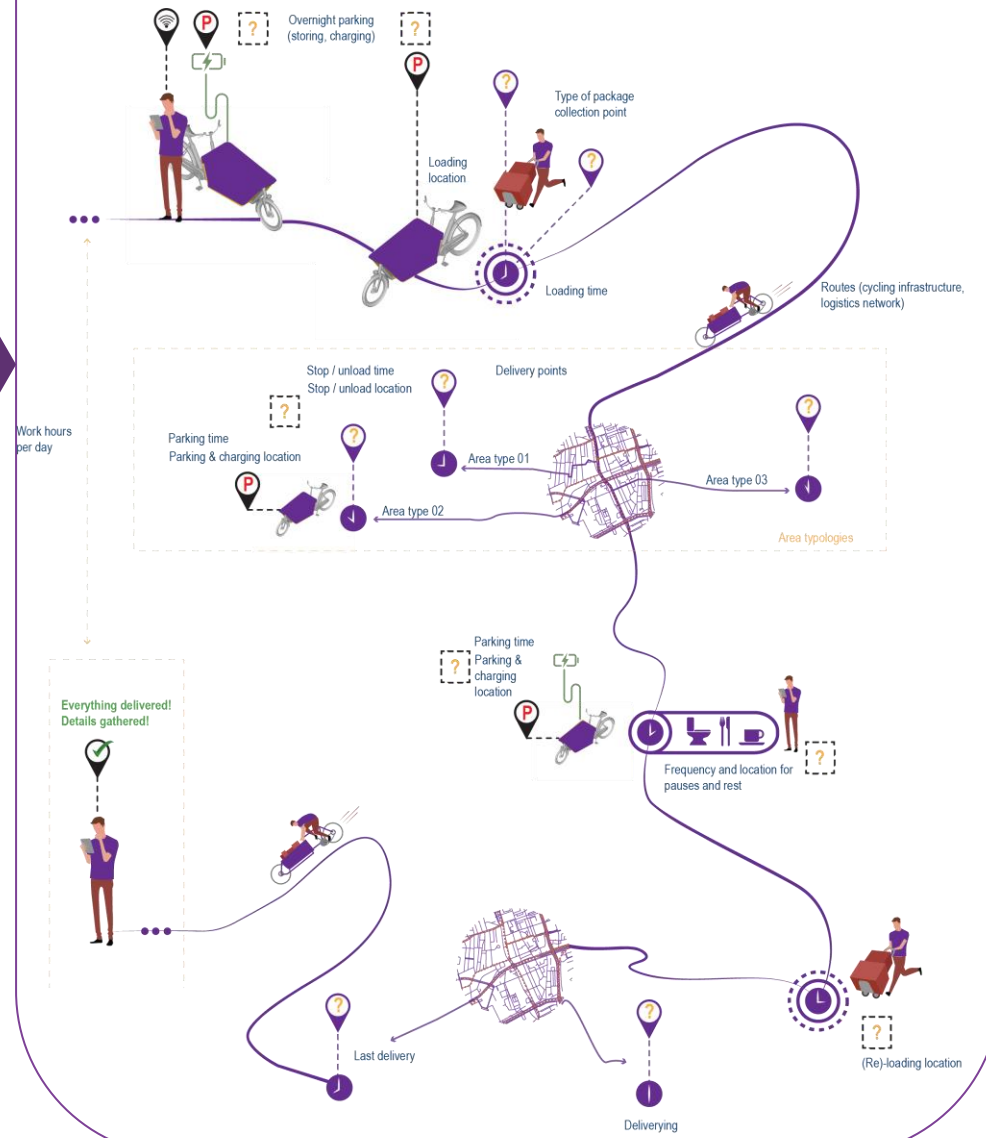 P
?
Overnight parking
(storing, charging)
?
P
?
Type of package
collection point
?
Loading
location
Loading time
Routes (cycling infrastructure,
logistics network)
Stop / unload time
Stop / unload location
?
Delivery points
?
?
?
Work hours
per day
Parking time
Parking & charging location
P
Area type 01
Area type 02
Area type 03
Area typologies
Parking time
Parking &
charging
location
?
P
?
Frequency and location for
pauses and rest
Everything delivered!
Details gathered!
?
Last delivery
?
Deliverying
?
(Re)-loading location